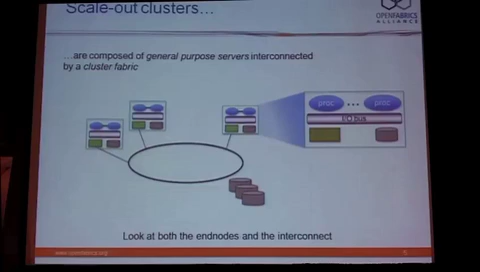 Scale-out clusters…
OPENFABRICS
ALLIANCE
…are composed of general purpose servers interconnected
by a cluster fabric
proc … proc
I/O Bus
Look at both the endnodes and the interconnect
www.openfabrics.org